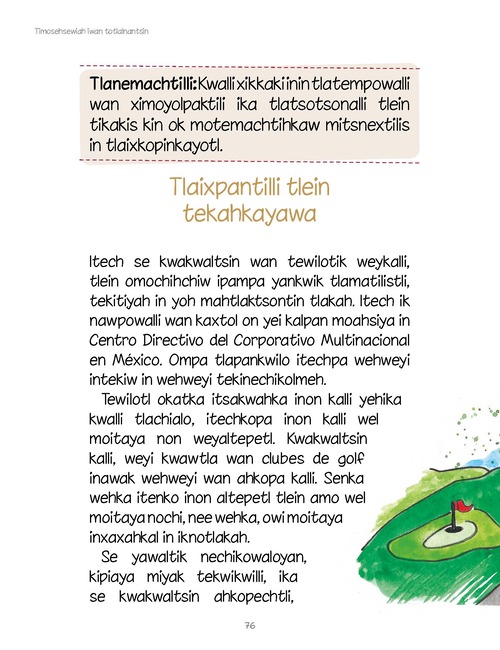 Timosehsewiah iwan totlalnantsin
Tlanemachtilli: Kwalli xikkaki inin tlatempowalli
wan ximoyolpaktili ika tlatsotsonalli tlein
tikakis kin ok motemachtihkaw mitsnextilis
in tlaixkopinkayotl.
Tlaixpantilli tlein
tekahkayawa
Itech se kwakwaltsin wan tewilotik weykalli,
tlein omochihchiw ipampa yankwik tlamatilistli,
tekitiyah in yoh mahtlaktsontin tlakah. Itech ik
nawpowalli wan kaxtol on yei kalpan moahsiya in
Centro Directivo del Corporativo Multinacional
en México. Ompa tlapankwilo itechpa wehweyi
intekiw in wehweyi tekinechikolmeh.
Tewilotl okatka itsakwahka inon kalli yehika
kwalli tlachialo, itechkopa inon kalli wel
moitaya non weyaltepetl. Kwakwaltsin
kalli, weyi kwawtla wan clubes de golf
inawak wehweyi wan ahkopa kalli. Senka
wehka itenko inon altepetl tlein amo wel
moitaya nochi, nee wehka, owi moitaya
inxaxahkal in iknotlakah.
Se yawaltik nechikowaloyan,
kipiaya miyak tekwikwilli, ika
se kwakwaltsin ahkopechtli,
76